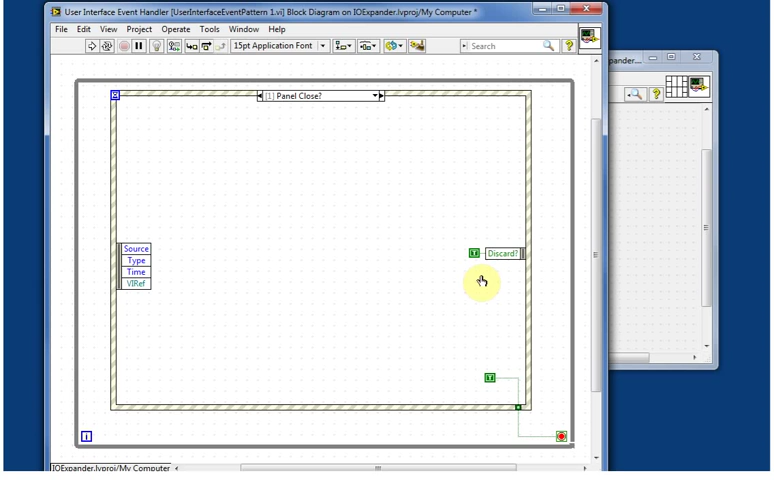 User Interface Event Handler [UserInterfaceEventPattern 1.vi] Block Diagram on IOExpander.lvproj/My Computer *
File Edit View Project Operate Tools Window Help
15pt Application Font
Search
pander...
[1] Panel Close?
Source
Type
Time
VIRef
T
Discard?
T
i
IOExpander.lvproj/My Computer